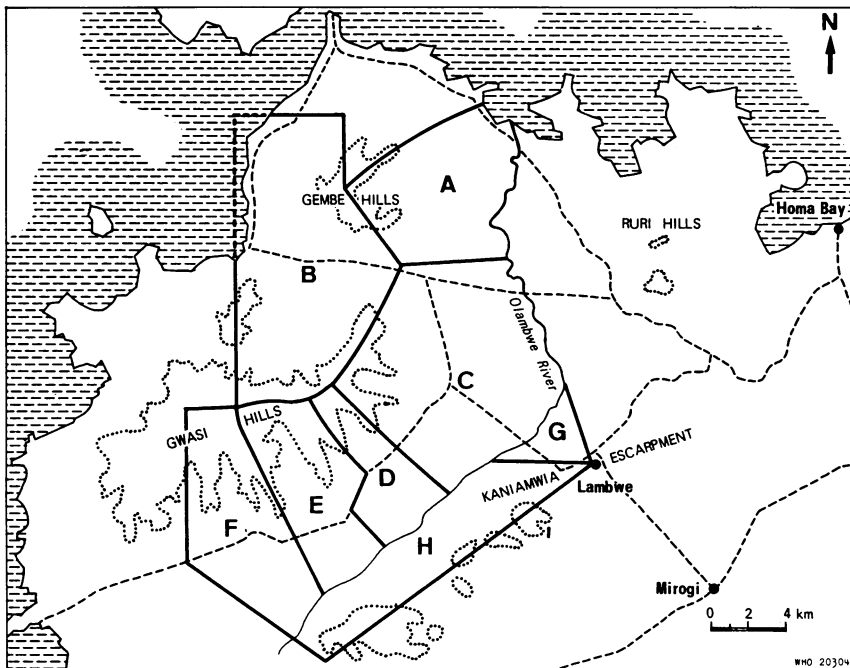 N
A
GEMBE HILLS
Homa Bay
RURI HILLS
B
Olambwe River
C
GWASI HILLS
G
ESCARPMENT
KANIAMWIA
D
Lambwe
E
F
H
Mirogi
0 2 4 km
WHO 20304